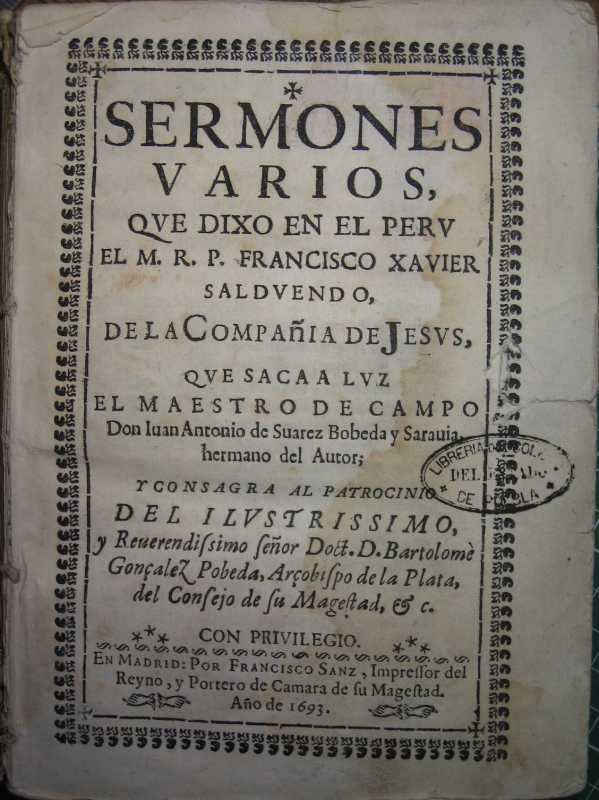 SERMONES
VARIOS,
QVE DIXO EN EL PERV
EL M. R. P. FRANCISCO XAVIER
SALDVENDO,
DE LA COMPAñIA DE JESVS,
QVE SACA A LVZ
EL MAESTRO DE CAMPO
Don Iuan Antonio de Suarez Bobeda y Sarauia,
hermano del Autor;
Y CONSAGRA AL PATROCINIO
DEL ILVSTRISSIMO,
y Reuerendiſsimo ſeñor Doct. D. Bartolomè
Gonçalez Pobeda, Arçobiſpo de la Plata,
del Conſejo de ſu Mageſtad, & c.
CON PRIVILEGIO.
EN MADRID: POR FRANCISCO SANZ, Impreſſor del
Reyno, y Portero de Camara de ſu Mageſtad.
Año de 1693.
LIBRERIA
DEL
DE